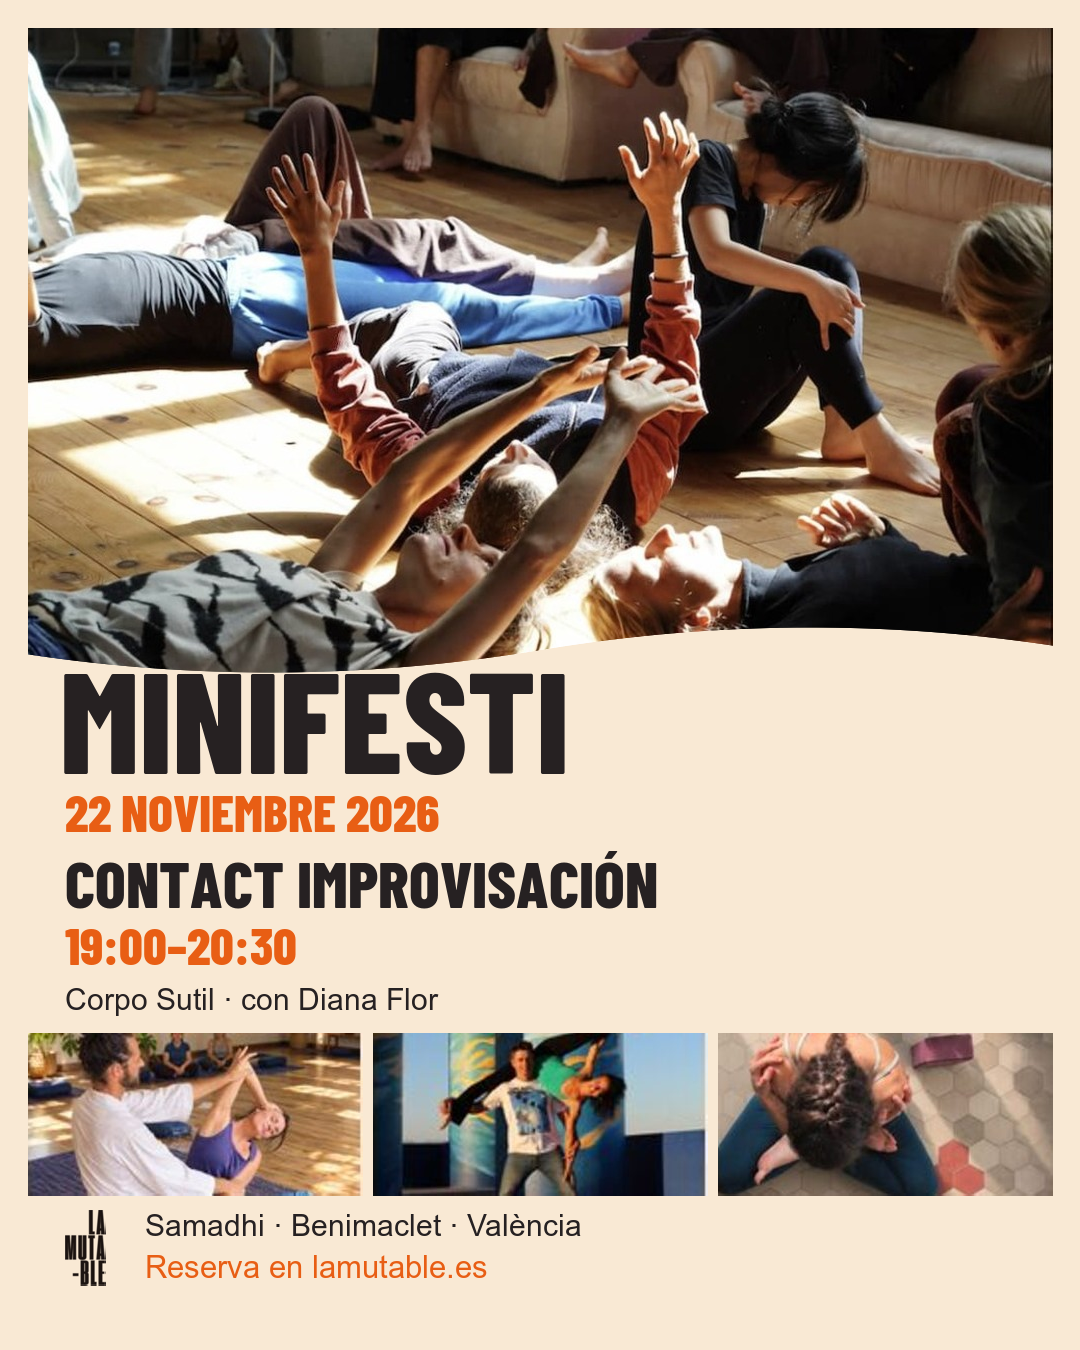 MINIFESTI
22 NOVIEMBRE 2026
CONTACT IMPROVISACIÓN
19:00–20:30
Corpo Sutil · con Diana Flor
LA
MUTA
-BLE
Samadhi · Benimaclet · València
Reserva en lamutable.es